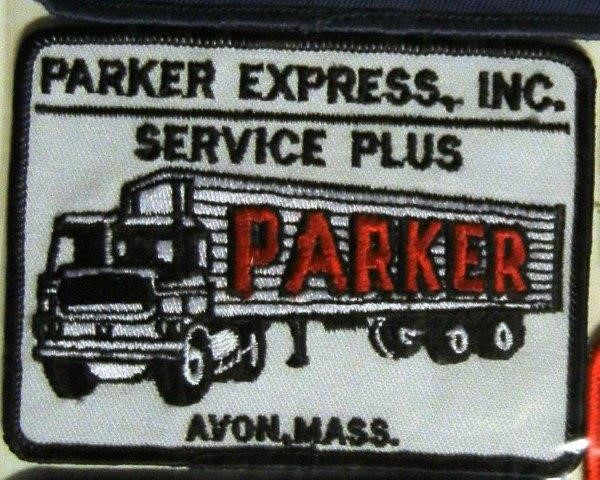 PARKER EXPRESS, INC.
SERVICE PLUS
PARKER
AVON, MASS.